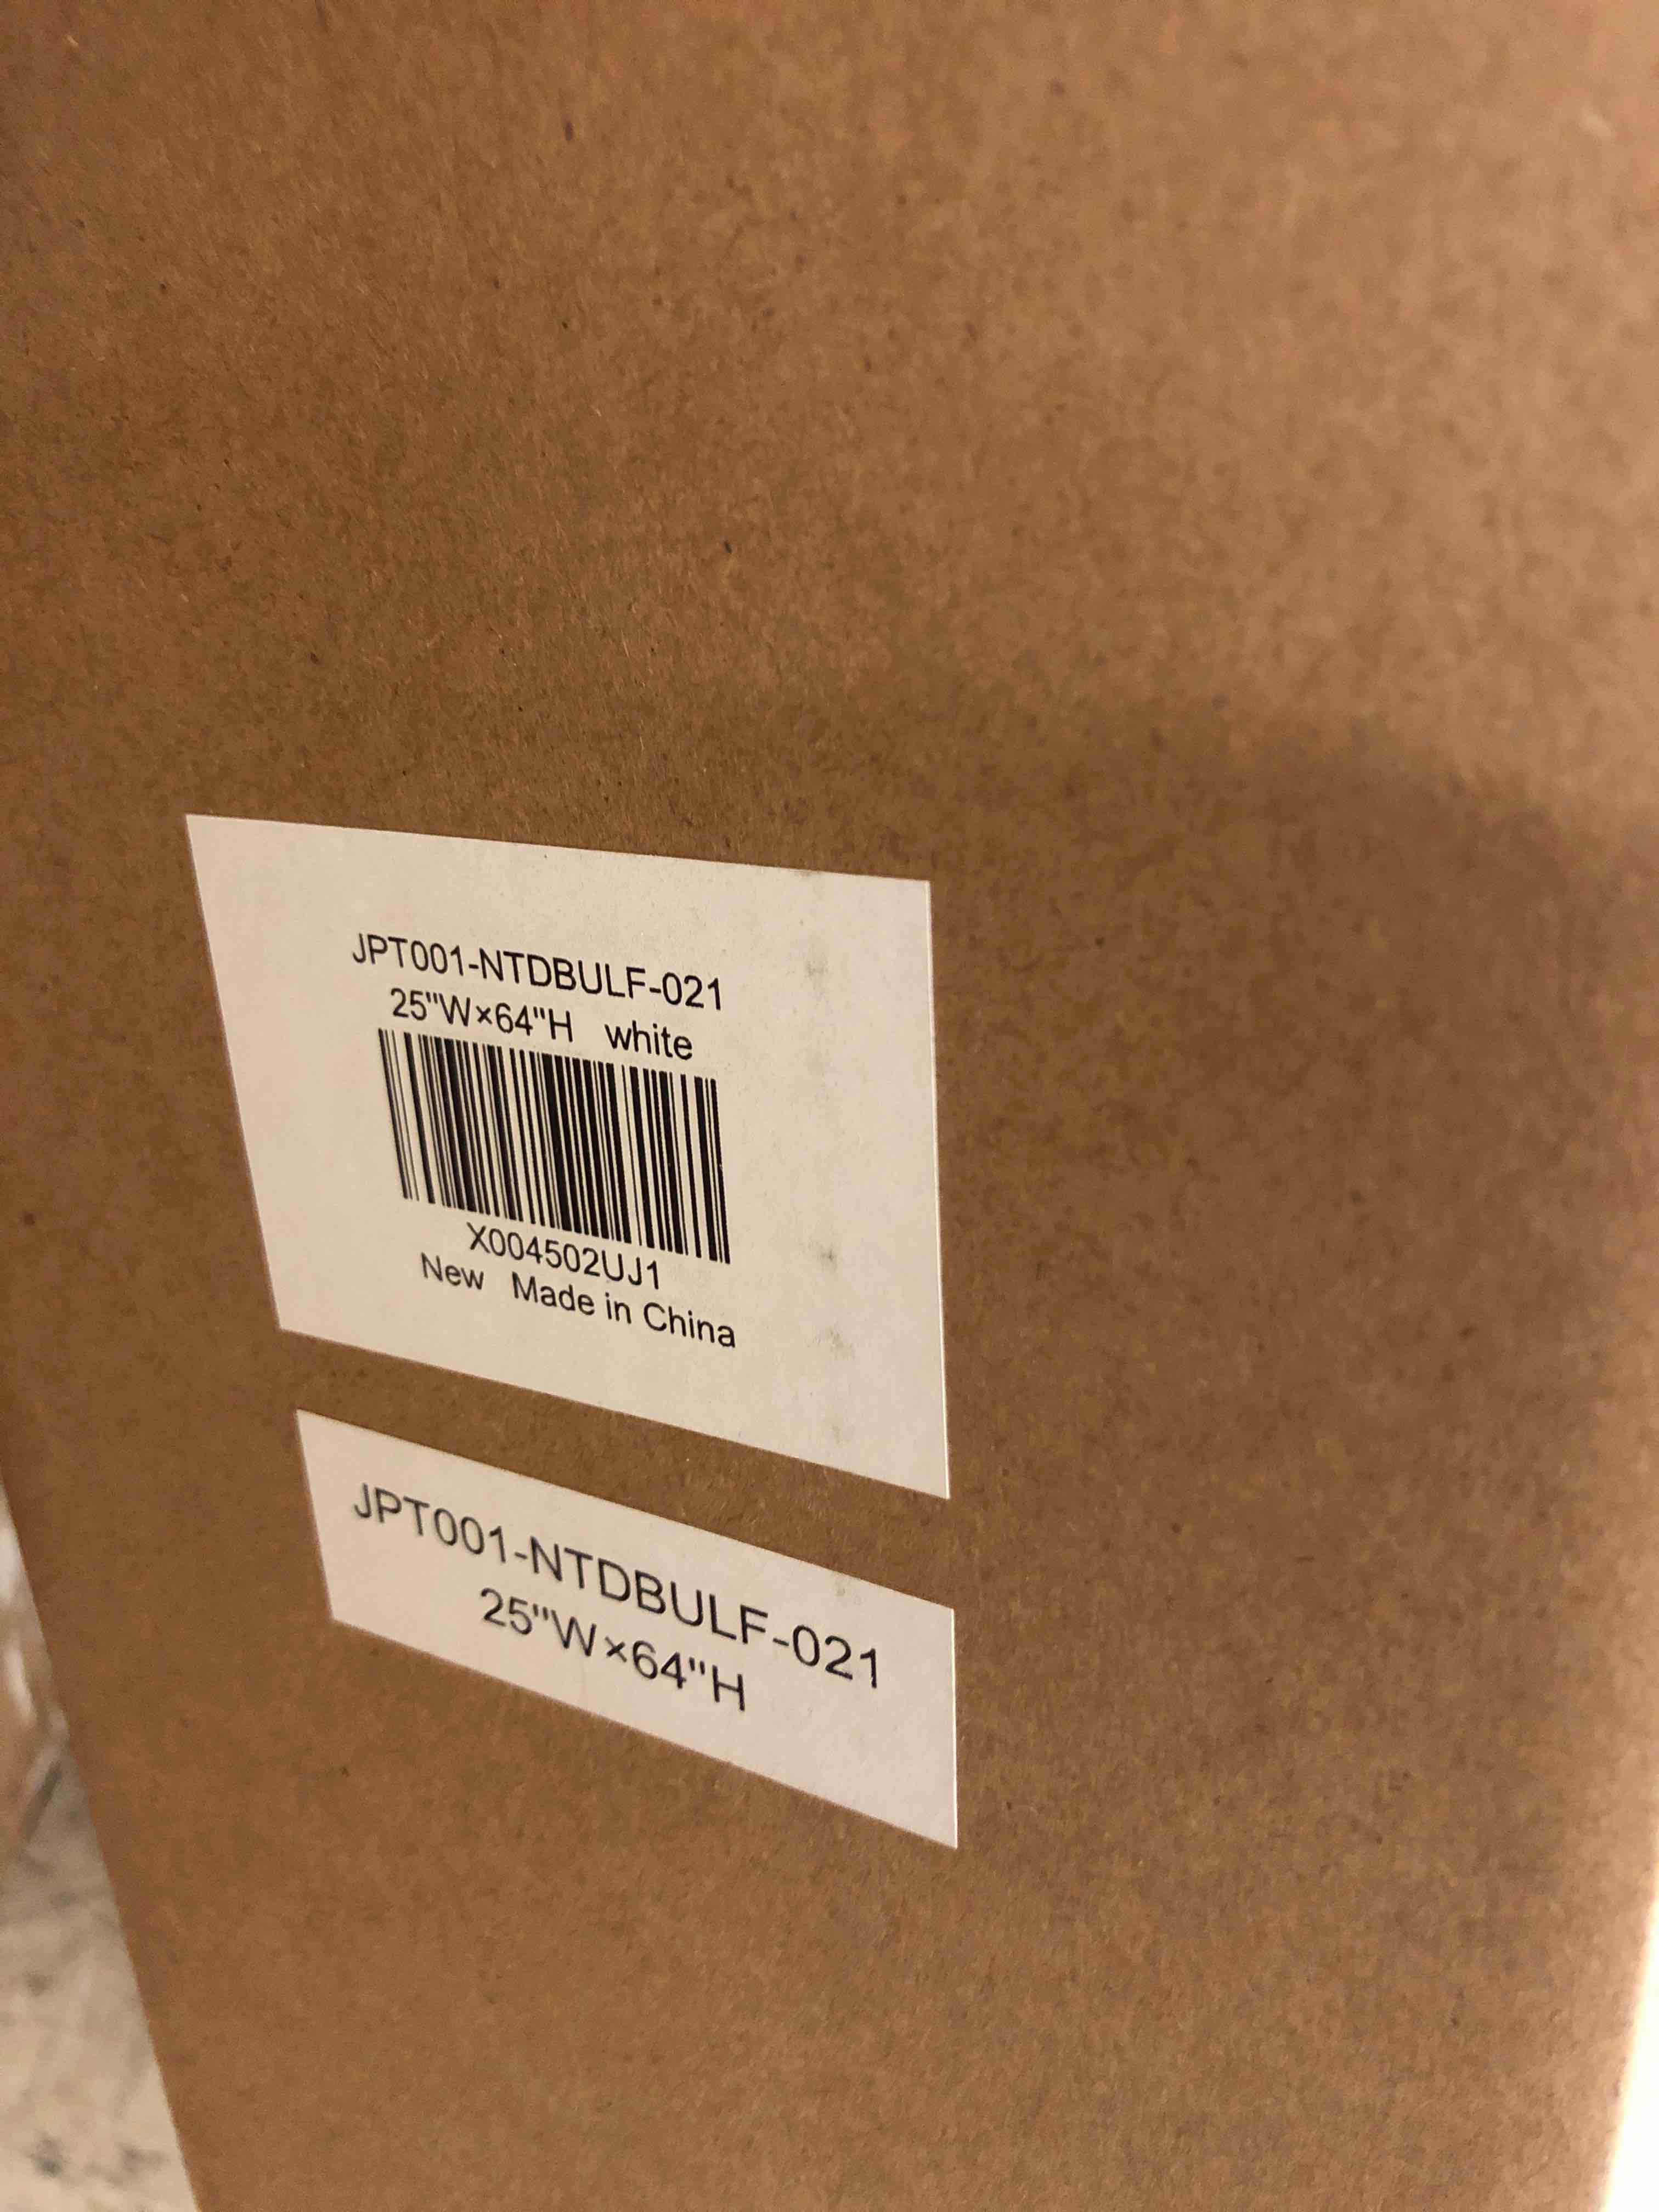 JPT001-NTDBULF-021
25"W×64"H white
X004502UJ1
New Made in China
JPT001-NTDBULF-021
25"W×64"H